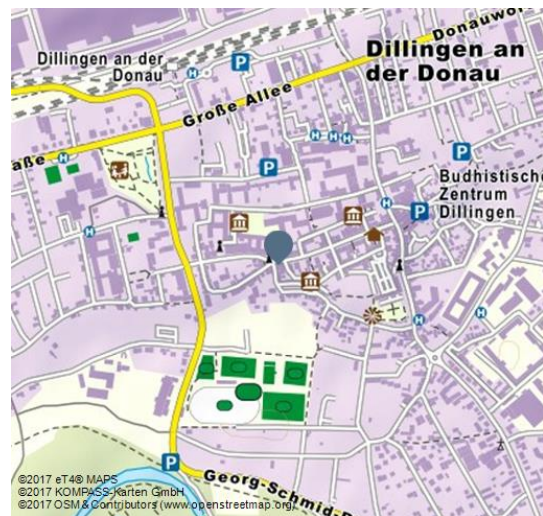 Donauwö
Dillingen an der
Donau
Dillingen an
der Donau
P
H
Große Allee
H
H H H
aße
H
P
P
Budhistische
Zentrum
Dillingen
H
P
H
H
H
P
Georg-Schmid-R
©2017 eT4® MAPS
©2017 KOMPASS-Karten GmbH
©2017 OSM & Contributors (www.openstreetmap.org)